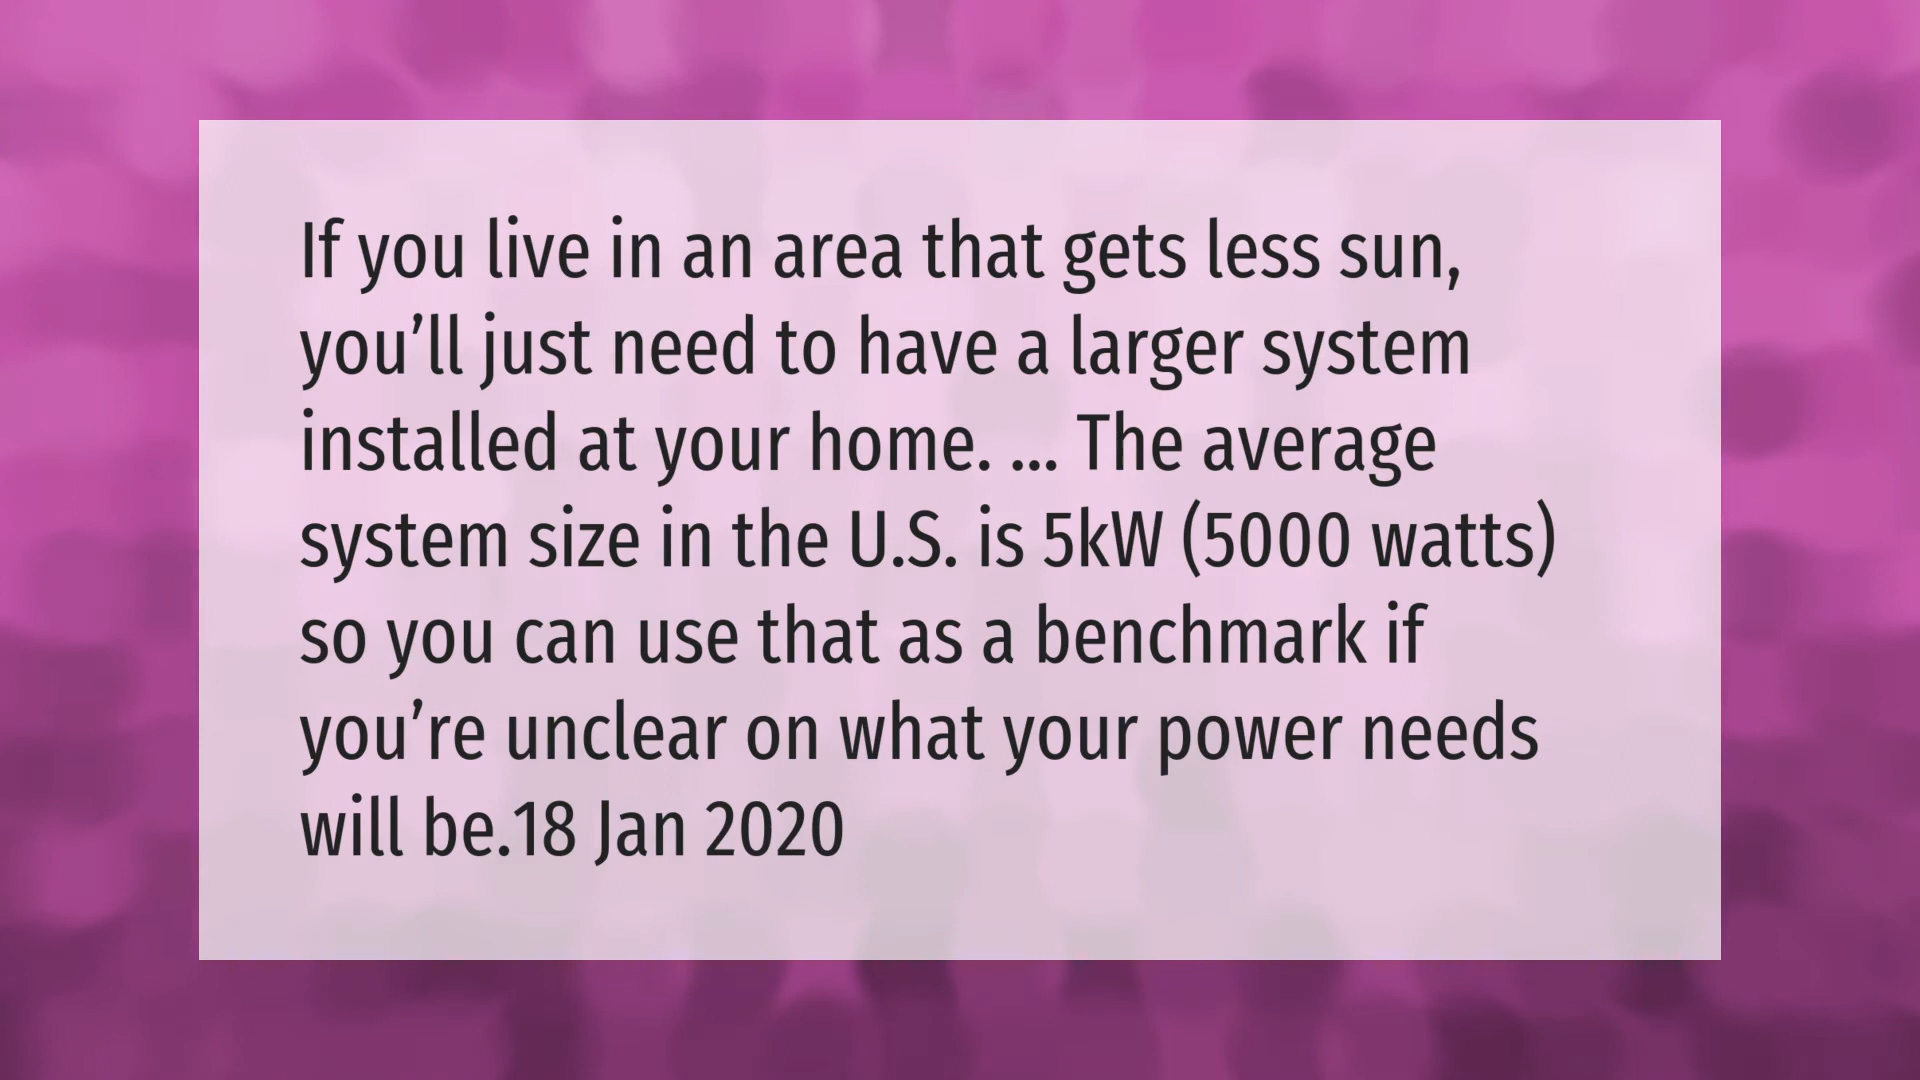 If you live in an area that gets less sun,
you’ll just need to have a larger system
installed at your home. ... The average
system size in the U.S. is 5kW (5000 watts)
so you can use that as a benchmark if
you’re unclear on what your power needs
will be.18 Jan 2020